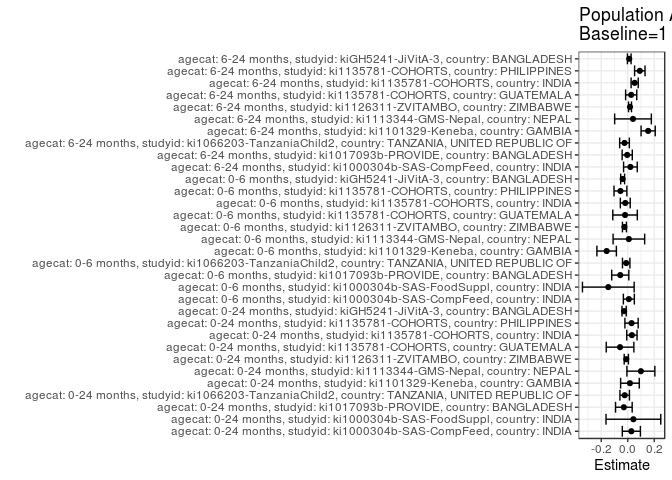 Population A
Baseline=1
agecat: 6-24 months, studyid: kiGH5241-JiVitA-3, country: BANGLADESH
agecat: 6-24 months, studyid: ki1135781-COHORTS, country: PHILIPPINES
agecat: 6-24 months, studyid: ki1135781-COHORTS, country: INDIA
agecat: 6-24 months, studyid: ki1135781-COHORTS, country: GUATEMALA
agecat: 6-24 months, studyid: ki1126311-ZVITAMBO, country: ZIMBABWE
agecat: 6-24 months, studyid: ki1113344-GMS-Nepal, country: NEPAL
agecat: 6-24 months, studyid: ki1101329-Keneba, country: GAMBIA
agecat: 6-24 months, studyid: ki1066203-TanzaniaChild2, country: TANZANIA, UNITED REPUBLIC OF
agecat: 6-24 months, studyid: ki1017093b-PROVIDE, country: BANGLADESH
agecat: 6-24 months, studyid: ki1000304b-SAS-CompFeed, country: INDIA
agecat: 0-6 months, studyid: kiGH5241-JiVitA-3, country: BANGLADESH
agecat: 0-6 months, studyid: ki1135781-COHORTS, country: PHILIPPINES
agecat: 0-6 months, studyid: ki1135781-COHORTS, country: INDIA
agecat: 0-6 months, studyid: ki1135781-COHORTS, country: GUATEMALA
agecat: 0-6 months, studyid: ki1126311-ZVITAMBO, country: ZIMBABWE
agecat: 0-6 months, studyid: ki1113344-GMS-Nepal, country: NEPAL
agecat: 0-6 months, studyid: ki1101329-Keneba, country: GAMBIA
agecat: 0-6 months, studyid: ki1066203-TanzaniaChild2, country: TANZANIA, UNITED REPUBLIC OF
agecat: 0-6 months, studyid: ki1017093b-PROVIDE, country: BANGLADESH
agecat: 0-6 months, studyid: ki1000304b-SAS-FoodSuppl, country: INDIA
agecat: 0-6 months, studyid: ki1000304b-SAS-CompFeed, country: INDIA
agecat: 0-24 months, studyid: kiGH5241-JiVitA-3, country: BANGLADESH
agecat: 0-24 months, studyid: ki1135781-COHORTS, country: PHILIPPINES
agecat: 0-24 months, studyid: ki1135781-COHORTS, country: INDIA
agecat: 0-24 months, studyid: ki1135781-COHORTS, country: GUATEMALA
agecat: 0-24 months, studyid: ki1126311-ZVITAMBO, country: ZIMBABWE
agecat: 0-24 months, studyid: ki1113344-GMS-Nepal, country: NEPAL
agecat: 0-24 months, studyid: ki1101329-Keneba, country: GAMBIA
agecat: 0-24 months, studyid: ki1066203-TanzaniaChild2, country: TANZANIA, UNITED REPUBLIC OF
agecat: 0-24 months, studyid: ki1017093b-PROVIDE, country: BANGLADESH
agecat: 0-24 months, studyid: ki1000304b-SAS-FoodSuppl, country: INDIA
agecat: 0-24 months, studyid: ki1000304b-SAS-CompFeed, country: INDIA
-0.2 0.0 0.2
Estimate